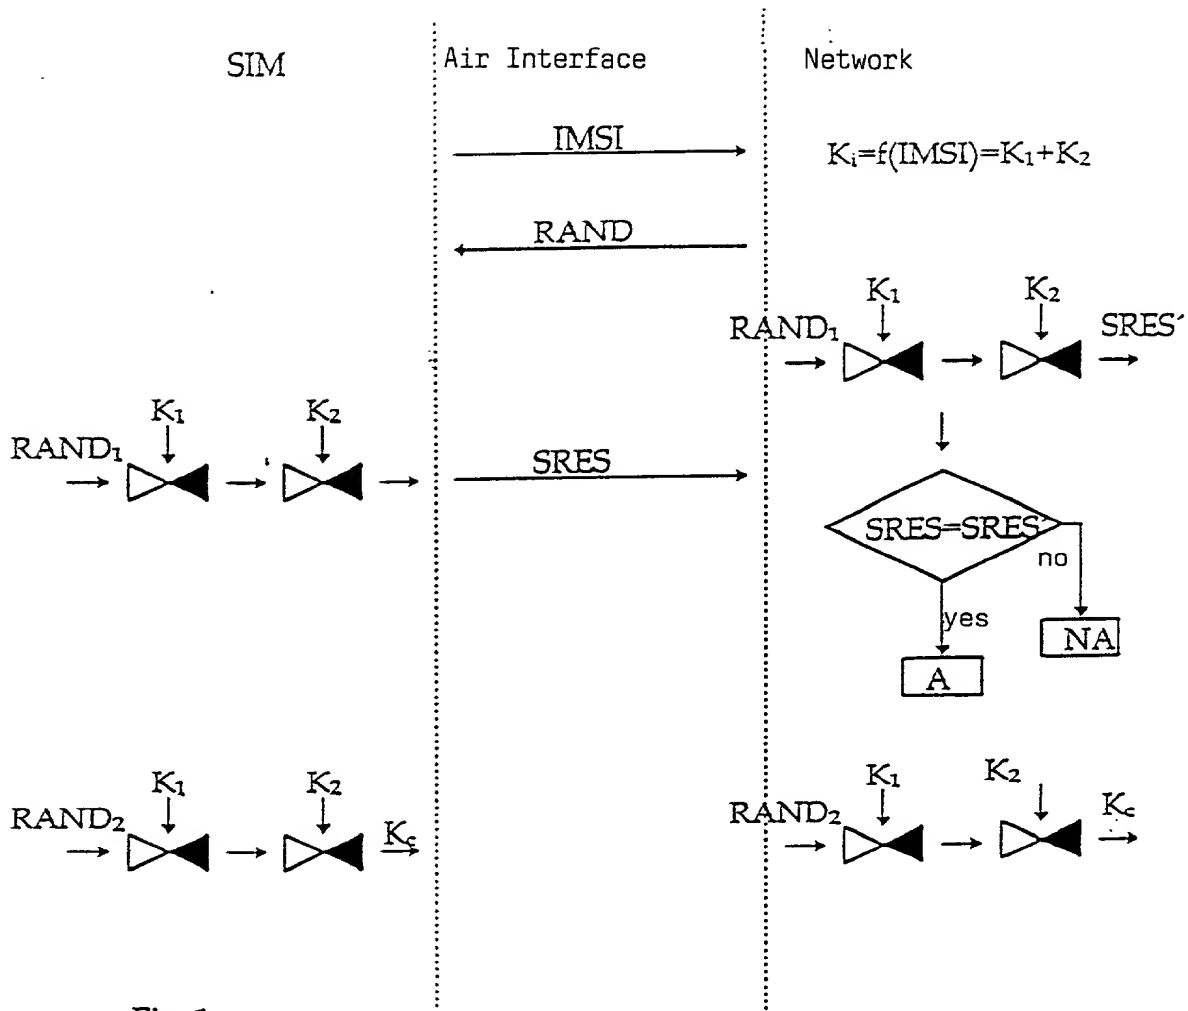 SIM
Air Interface
Network
IMSI
Kᵢ=f(IMSI)=K₁+K₂
RAND
K₁
K₂
RAND₁
SRES´
K₁
K₂
RAND₁
SRES
SRES=SRES´
no
yes
NA
A
K₁
K₂
RAND₂
K꜀
K₁
K₂
RAND₂
K꜀